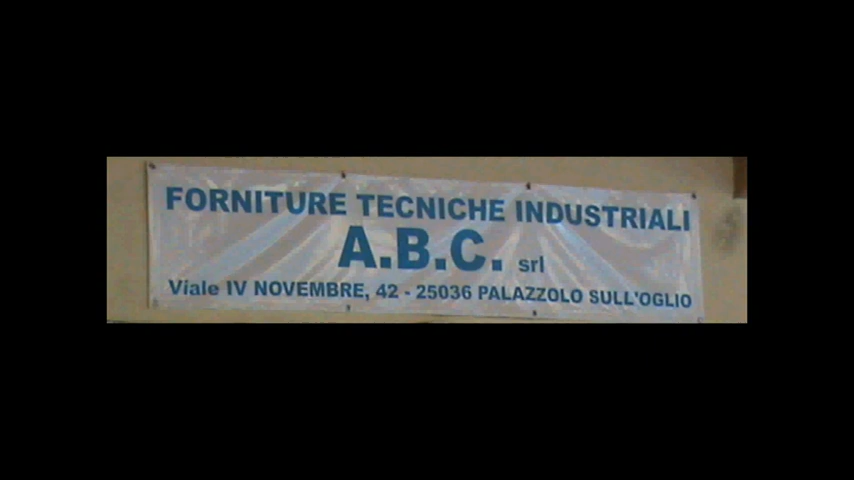 FORNITURE TECNICHE INDUSTRIALI
A.B.C. srl
Viale IV NOVEMBRE, 42 - 25036 PALAZZOLO SULL'OGLIO